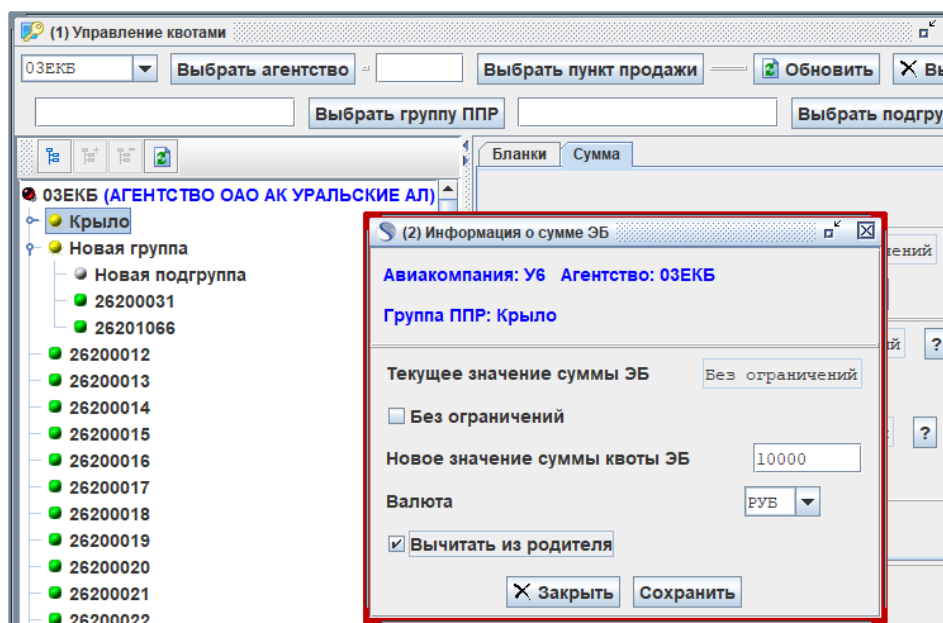 (1) Управление квотами
03ЕКБ Выбрать агентство Выбрать пункт продажи Обновить
Выбрать группу ППР
Бланки Сумма
03ЕКБ (АГЕНТСТВО ОАО АК УРАЛЬСКИЕ АЛ)
Крыло
Новая группа
Новая подгруппа
26200031
26201066
26200012
26200013
26200014
26200015
26200016
26200017
26200018
26200019
26200020
26200021
26200022
(2) Информация о сумме ЭБ
Авиакомпания: У6 Агентство: 03ЕКБ
Группа ППР: Крыло
Текущее значение суммы ЭБ Без ограничений
Без ограничений
Новое значение суммы квоты ЭБ 10000
Валюта РУБ
Вычитать из родителя
Закрыть Сохранить
?
?